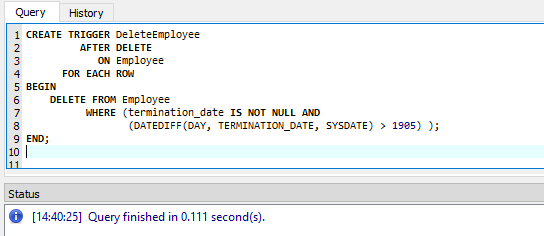 Query History
1 CREATE TRIGGER DeleteEmployee
2 AFTER DELETE
3 ON Employee
4 FOR EACH ROW
5 BEGIN
6 DELETE FROM Employee
7 WHERE (termination_date IS NOT NULL AND
8 (DATEDIFF(DAY, TERMINATION_DATE, SYSDATE) > 1905) );
9 END;
10
11
Status
[14:40:25] Query finished in 0.111 second(s).